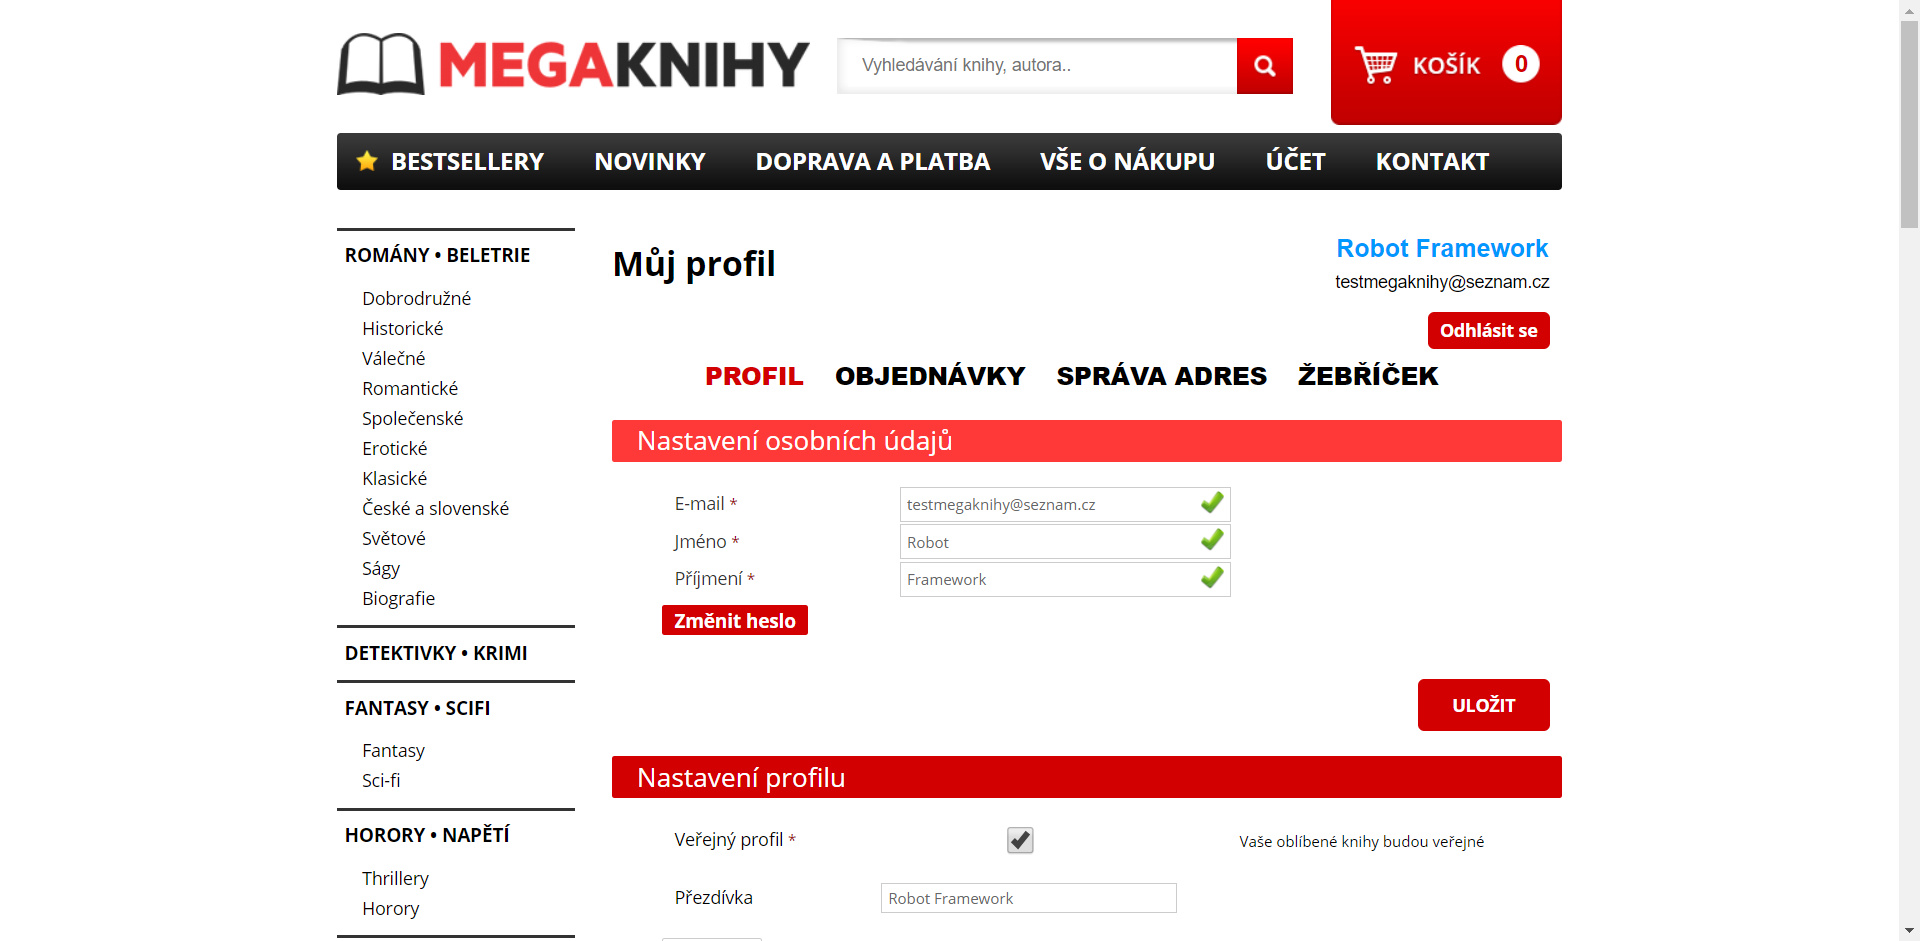 MEGAKNIHY
Vyhledávání knihy, autora..
KOŠÍK 0
BESTSELLERY NOVINKY DOPRAVA A PLATBA VŠE O NÁKUPU ÚČET KONTAKT
ROMÁNY • BELETRIE
Dobrodružné
Historické
Válečné
Romantické
Společenské
Erotické
Klasické
České a slovenské
Světové
Ságy
Biografie
DETEKTIVKY • KRIMI
FANTASY • SCIFI
Fantasy
Sci-fi
HORORY • NAPĚTÍ
Thrillery
Horory
Můj profil
Robot Framework
testmegaknihy@seznam.cz
Odhlásit se
PROFIL OBJEDNÁVKY SPRÁVA ADRES ŽEBŘÍČEK
Nastavení osobních údajů
E-mail * testmegaknihy@seznam.cz
Jméno * Robot
Příjmení * Framework
Změnit heslo
ULOŽIT
Nastavení profilu
Veřejný profil * Vaše oblíbené knihy budou veřejné
Přezdívka Robot Framework